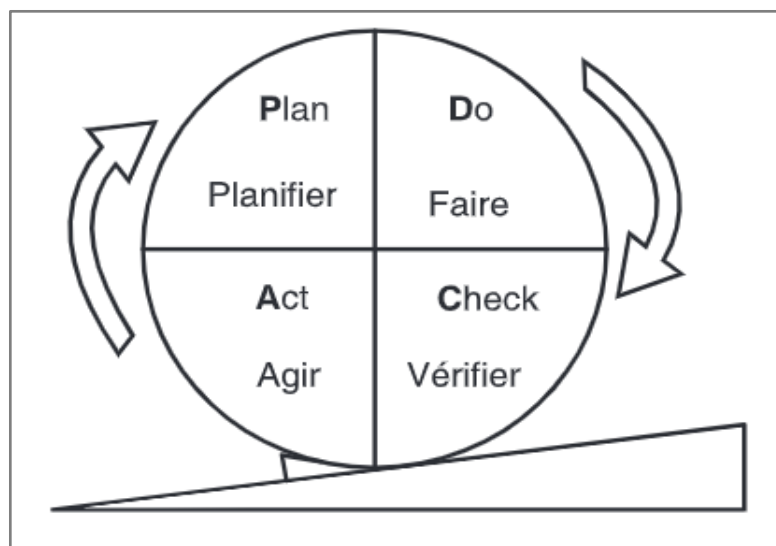 Plan
Planifier
Do
Faire
Act
Agir
Check
Vérifier